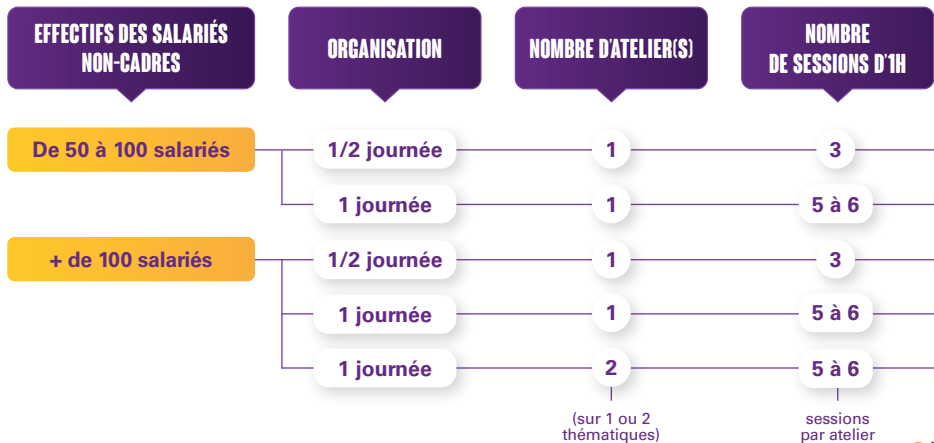 EFFECTIFS DES SALARIÉS
NON-CADRES
ORGANISATION
NOMBRE D'ATELIER(S)
NOMBRE
DE SESSIONS D'1H
De 50 à 100 salariés
1/2 journée
1
3
1 journée
1
5 à 6
+ de 100 salariés
1/2 journée
1
3
1 journée
1
5 à 6
1 journée
2
5 à 6
(sur 1 ou 2
thématiques)
sessions
par atelier